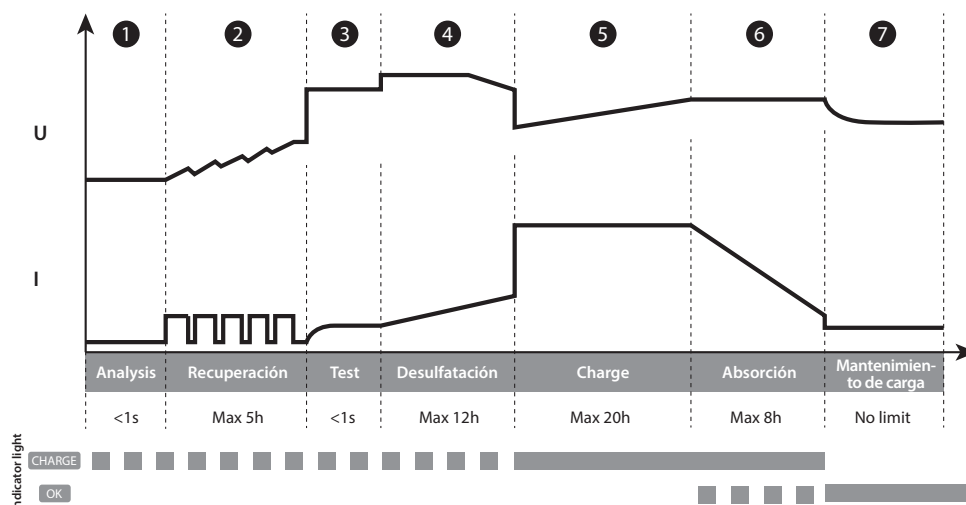 1 2 3 4 5 6 7
U
I
Analysis Recuperación Test Desulfatación Charge Absorción Mantenimien-
to de carga
<1s Max 5h <1s Max 12h Max 20h Max 8h No limit
CHARGE
OK
light